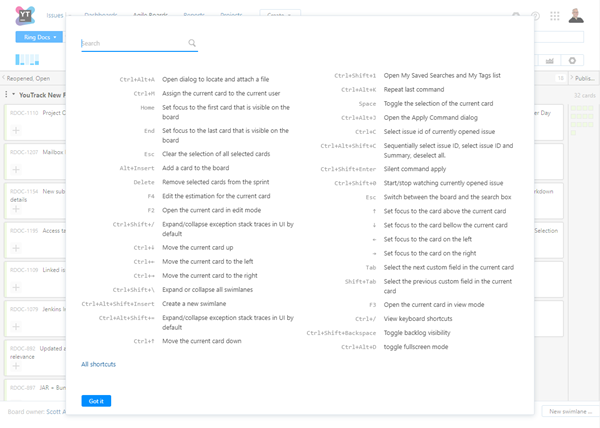 YT
Issues
Dashboards
Agile Boards
Reports
Projects
Create
Ring Docs
Reopened, Open
YouTrack New F
RDOC-1110 Project C
RDOC-1207 Mailbox
RDOC-1194 New sub
details
RDOC-1195 Access te
RDOC-1109 Linked is
RDOC-1079 Jenkins I
RDOC-882 Updated a
relevance
RDOC-887 JAR + Bun
Board owner: Scott A
Search
Ctrl+Alt+A Open dialog to locate and attach a file
Ctrl+M Assign the current card to the current user
Home Set focus to the first card that is visible on the
board
End Set focus to the last card that is visible on the
board
Esc Clear the selection of all selected cards
Alt+Insert Add a card to the board
Delete Remove selected cards from the sprint
F4 Edit the estimation for the current card
F2 Open the current card in edit mode
Ctrl+Shift+/ Expand/collapse exception stack traces in UI by
default
Ctrl+↓ Move the current card up
Ctrl+← Move the current card to the left
Ctrl+→ Move the current card to the right
Ctrl+Shift+\ Expand or collapse all swimlanes
Ctrl+Alt+Shift+Insert Create a new swimlane
Ctrl+Alt+Shift+← Expand/collapse exception stack traces in UI by
default
Ctrl+↑ Move the current card down
All shortcuts
Got it
Ctrl+Shift+1 Open My Saved Searches and My Tags list
Ctrl+Alt+K Repeat last command
Space Toggle the selection of the current card
Ctrl+Alt+J Open the Apply Command dialog
Ctrl+C Select issue id of currently opened issue
Ctrl+Alt+Shift+C Sequentially select issue ID, select issue ID and
Summary, deselect all.
Ctrl+Shift+Enter Silent command apply
Ctrl+Shift+0 Start/stop watching currently opened issue
Esc Switch between the board and the search box
↑ Set focus to the card above the current card
↓ Set focus to the card bellow the current card
← Set focus to the card on the left
→ Set focus to the card on the right
Tab Select the next custom field in the current card
Shift+Tab Select the previous custom field in the current
card
F3 Open the current card in view mode
Ctrl+/ View keyboard shortcuts
Ctrl+Shift+Backspace Toggle backlog visibility
Ctrl+Alt+D toggle fullscreen mode
Publis...
32 cards
er Day
kdown
Selection
New swimlane ...